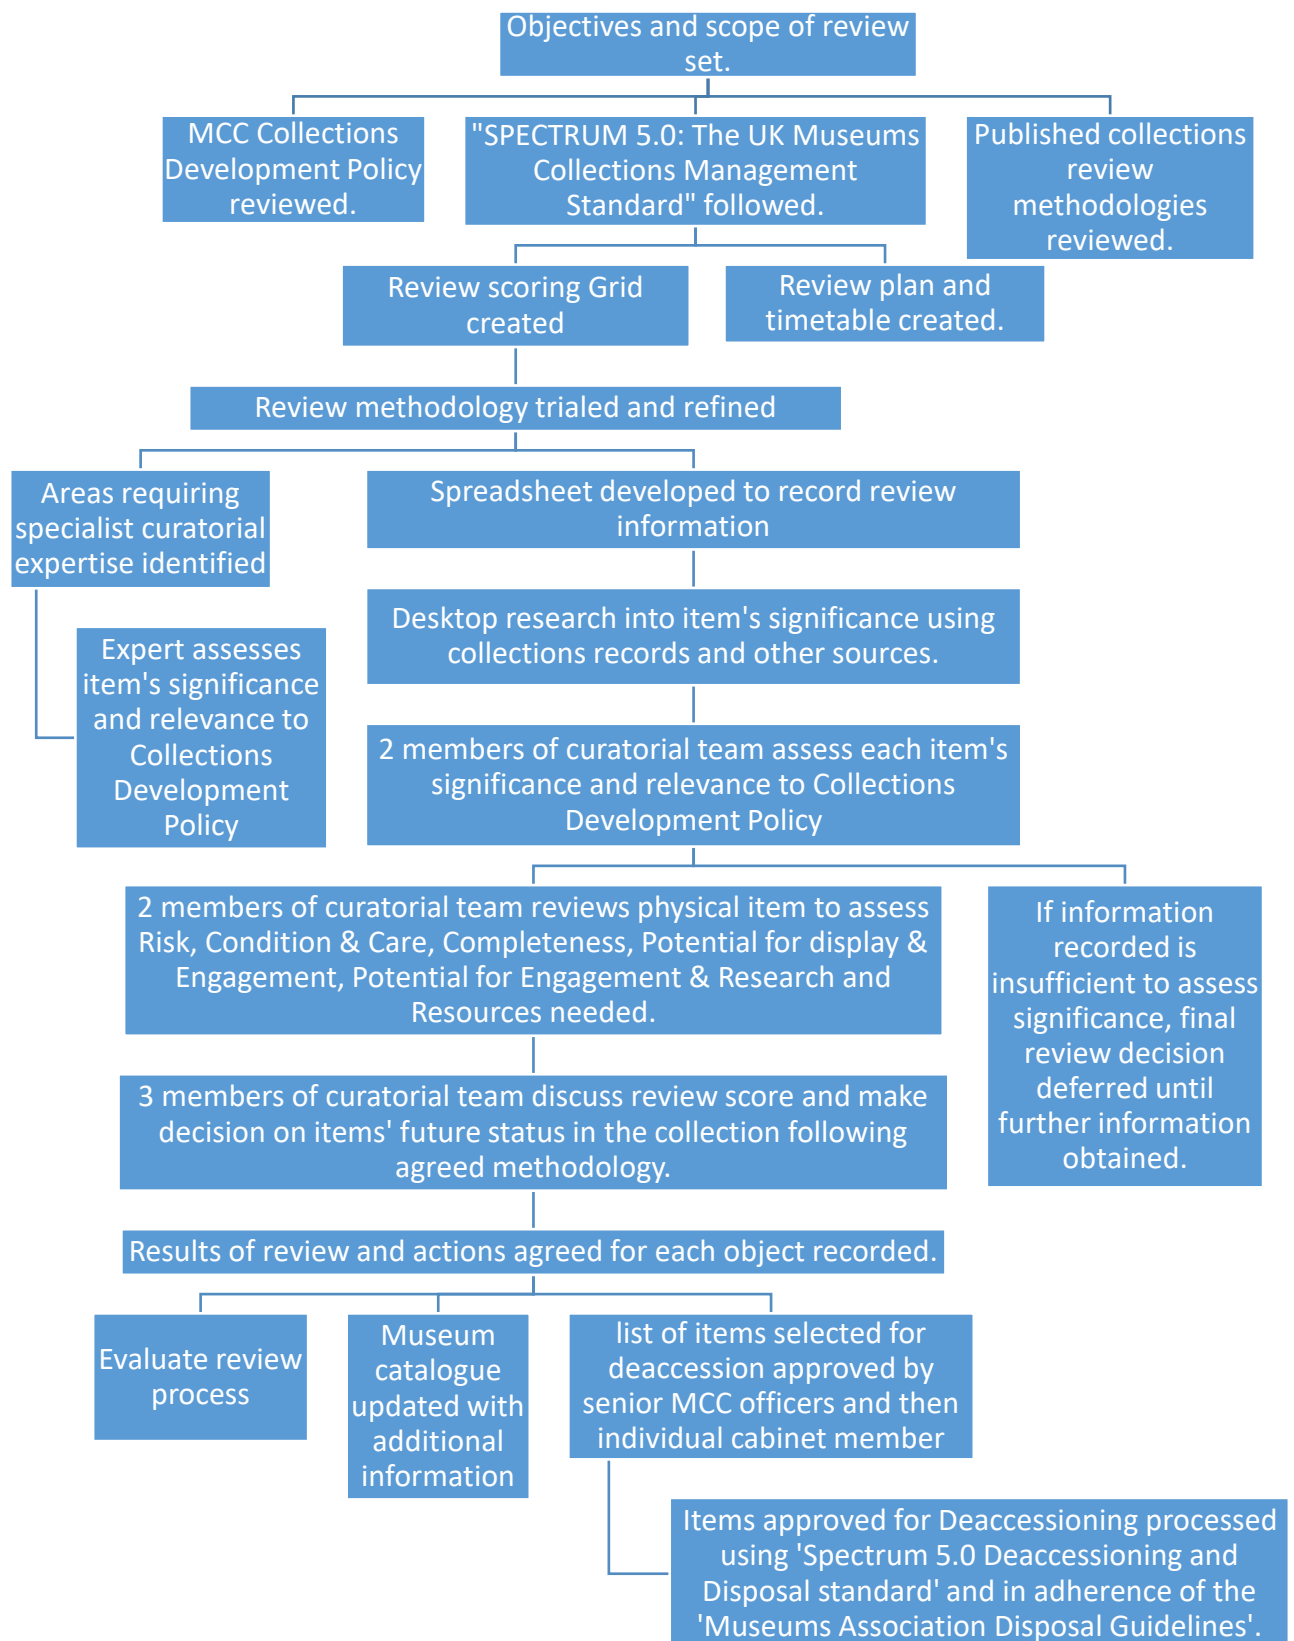 Objectives and scope of review
set.
MCC Collections
Development Policy
reviewed.
"SPECTRUM 5.0: The UK Museums
Collections Management
Standard" followed.
Published collections
review
methodologies
reviewed.
Review scoring Grid
created
Review plan and
timetable created.
Review methodology trialed and refined
Areas requiring
specialist curatorial
expertise identified
Spreadsheet developed to record review
information
Expert assesses
item's significance
and relevance to
Collections
Development
Policy
Desktop research into item's significance using
collections records and other sources.
2 members of curatorial team assess each item's
significance and relevance to Collections
Development Policy
2 members of curatorial team reviews physical item to assess
Risk, Condition & Care, Completeness, Potential for display &
Engagement, Potential for Engagement & Research and
Resources needed.
If information
recorded is
insufficient to assess
significance, final
review decision
deferred until
further information
obtained.
3 members of curatorial team discuss review score and make
decision on items' future status in the collection following
agreed methodology.
Results of review and actions agreed for each object recorded.
Evaluate review
process
Museum
catalogue
updated with
additional
information
list of items selected for
deaccession approved by
senior MCC officers and then
individual cabinet member
Items approved for Deaccessioning processed
using 'Spectrum 5.0 Deaccessioning and
Disposal standard' and in adherence of the
'Museums Association Disposal Guidelines'.